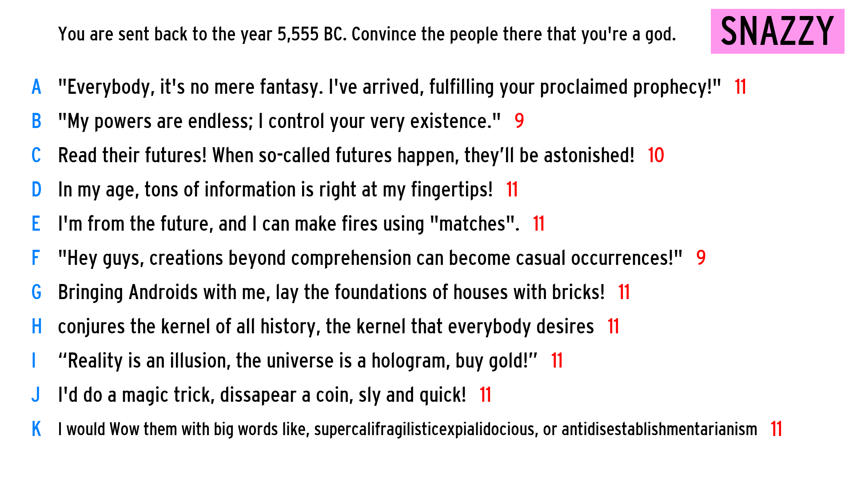 You are sent back to the year 5,555 BC. Convince the people there that you're a god.
SNAZZY
A "Everybody, it's no mere fantasy. I've arrived, fulfilling your proclaimed prophecy!" 11
B "My powers are endless; I control your very existence." 9
C Read their futures! When so-called futures happen, they’ll be astonished! 10
D In my age, tons of information is right at my fingertips! 11
E I'm from the future, and I can make fires using "matches". 11
F "Hey guys, creations beyond comprehension can become casual occurrences!" 9
G Bringing Androids with me, lay the foundations of houses with bricks! 11
H conjures the kernel of all history, the kernel that everybody desires 11
I “Reality is an illusion, the universe is a hologram, buy gold!” 11
J I'd do a magic trick, dissapear a coin, sly and quick! 11
K I would Wow them with big words like, supercalifragilisticexpialidocious, or antidisestablishmentarianism 11